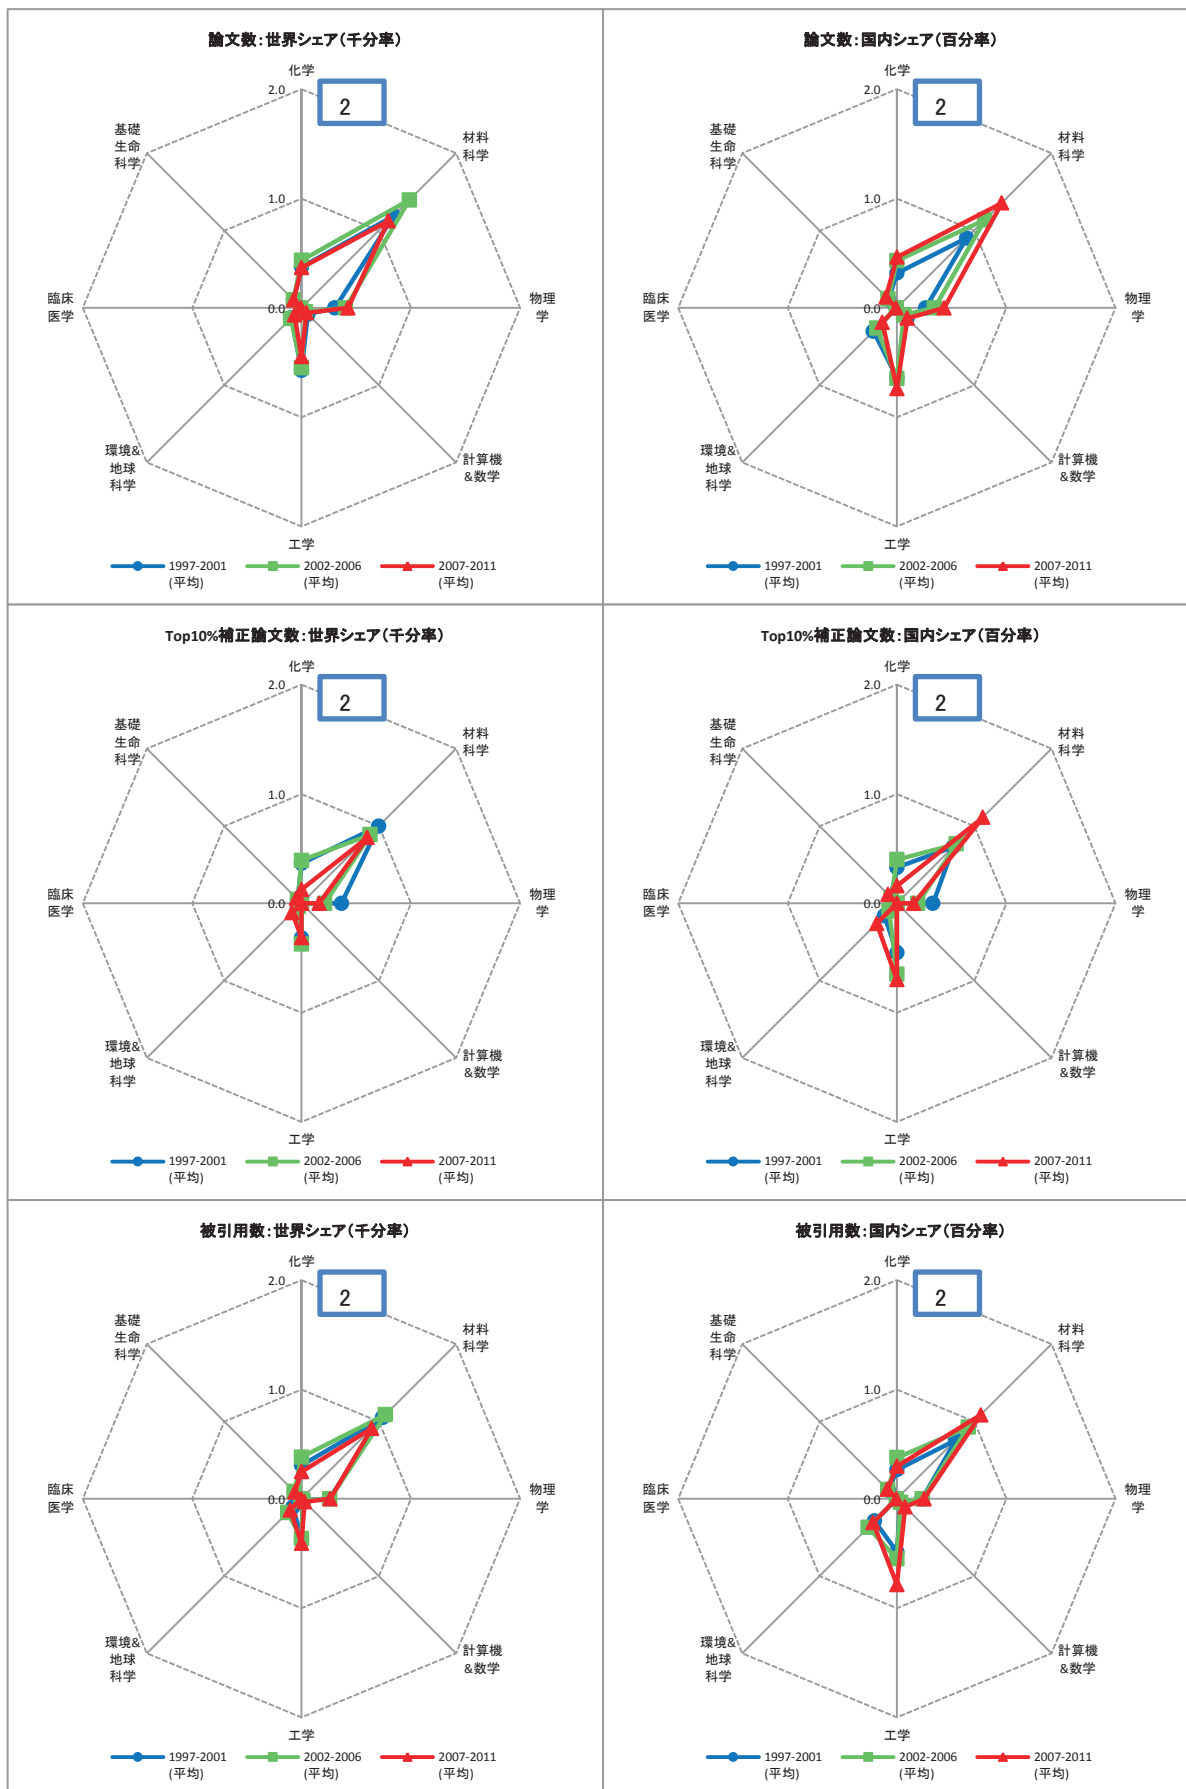 論文数：世界シェア（千分率）
化学
2.0
2
基礎
生命
科学
材料
科学
1.0
臨床
医学
0.0
物理
学
環境&
地球
科学
計算機
&数学
工学
1997-2001
(平均)
2002-2006
(平均)
2007-2011
(平均)
論文数：国内シェア（百分率）
化学
2.0
2
基礎
生命
科学
材料
科学
1.0
臨床
医学
0.0
物理
学
環境&
地球
科学
計算機
&数学
工学
1997-2001
(平均)
2002-2006
(平均)
2007-2011
(平均)
Top10%補正論文数：世界シェア（千分率）
化学
2.0
2
基礎
生命
科学
材料
科学
1.0
臨床
医学
0.0
物理
学
環境&
地球
科学
計算機
&数学
工学
1997-2001
(平均)
2002-2006
(平均)
2007-2011
(平均)
Top10%補正論文数：国内シェア（百分率）
化学
2.0
2
基礎
生命
科学
材料
科学
1.0
臨床
医学
0.0
物理
学
環境&
地球
科学
計算機
&数学
工学
1997-2001
(平均)
2002-2006
(平均)
2007-2011
(平均)
被引用数：世界シェア（千分率）
化学
2.0
2
基礎
生命
科学
材料
科学
1.0
臨床
医学
0.0
物理
学
環境&
地球
科学
計算機
&数学
工学
1997-2001
(平均)
2002-2006
(平均)
2007-2011
(平均)
被引用数：国内シェア（百分率）
化学
2.0
2
基礎
生命
科学
材料
科学
1.0
臨床
医学
0.0
物理
学
環境&
地球
科学
計算機
&数学
工学
1997-2001
(平均)
2002-2006
(平均)
2007-2011
(平均)